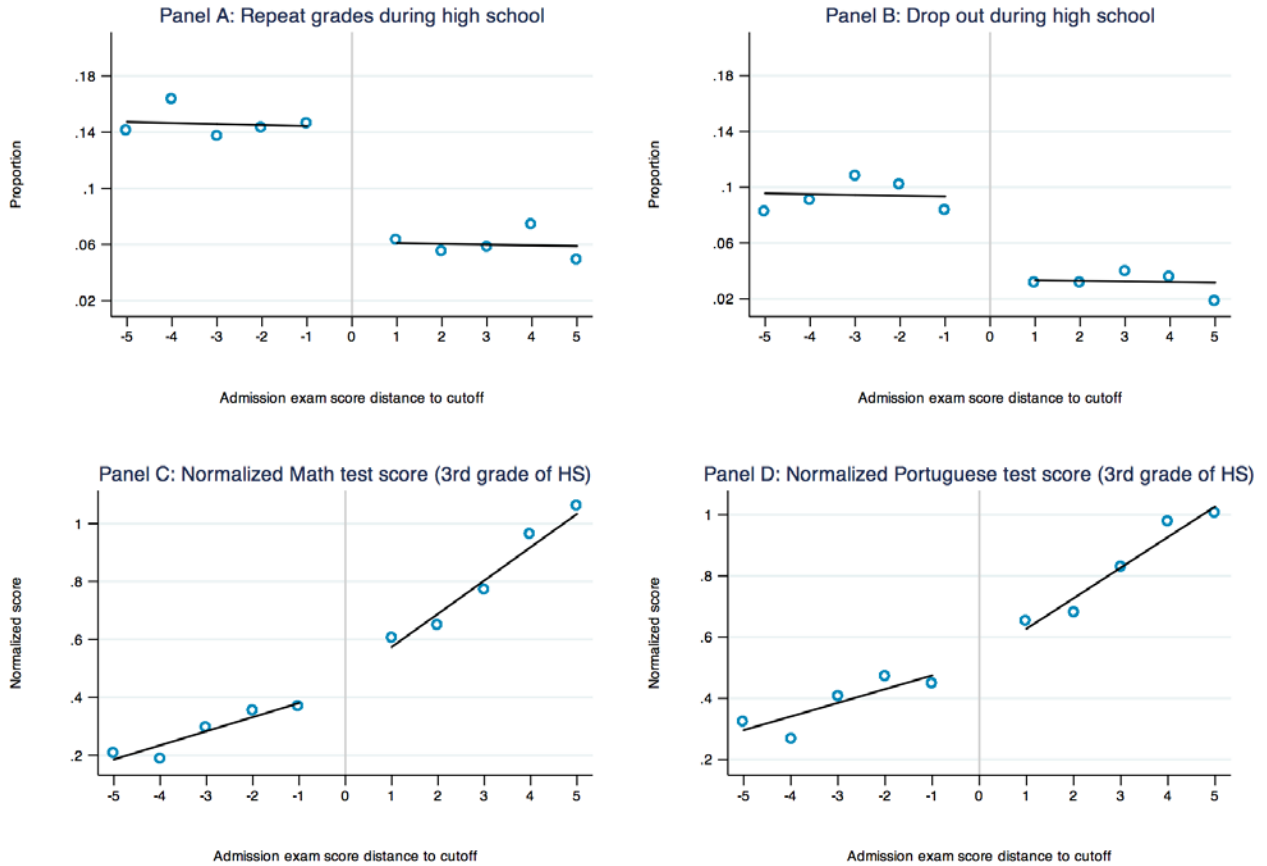 Panel A: Repeat grades during high school
Proportion
.18
.14
.1
.06
.02
-5 -4 -3 -2 -1 0 1 2 3 4 5
Admission exam score distance to cutoff
Panel B: Drop out during high school
Proportion
.18
.14
.1
.06
.02
-5 -4 -3 -2 -1 0 1 2 3 4 5
Admission exam score distance to cutoff
Panel C: Normalized Math test score (3rd grade of HS)
Normalized score
1
.8
.6
.4
.2
-5 -4 -3 -2 -1 0 1 2 3 4 5
Admission exam score distance to cutoff
Panel D: Normalized Portuguese test score (3rd grade of HS)
Normalized score
1
.8
.6
.4
.2
-5 -4 -3 -2 -1 0 1 2 3 4 5
Admission exam score distance to cutoff